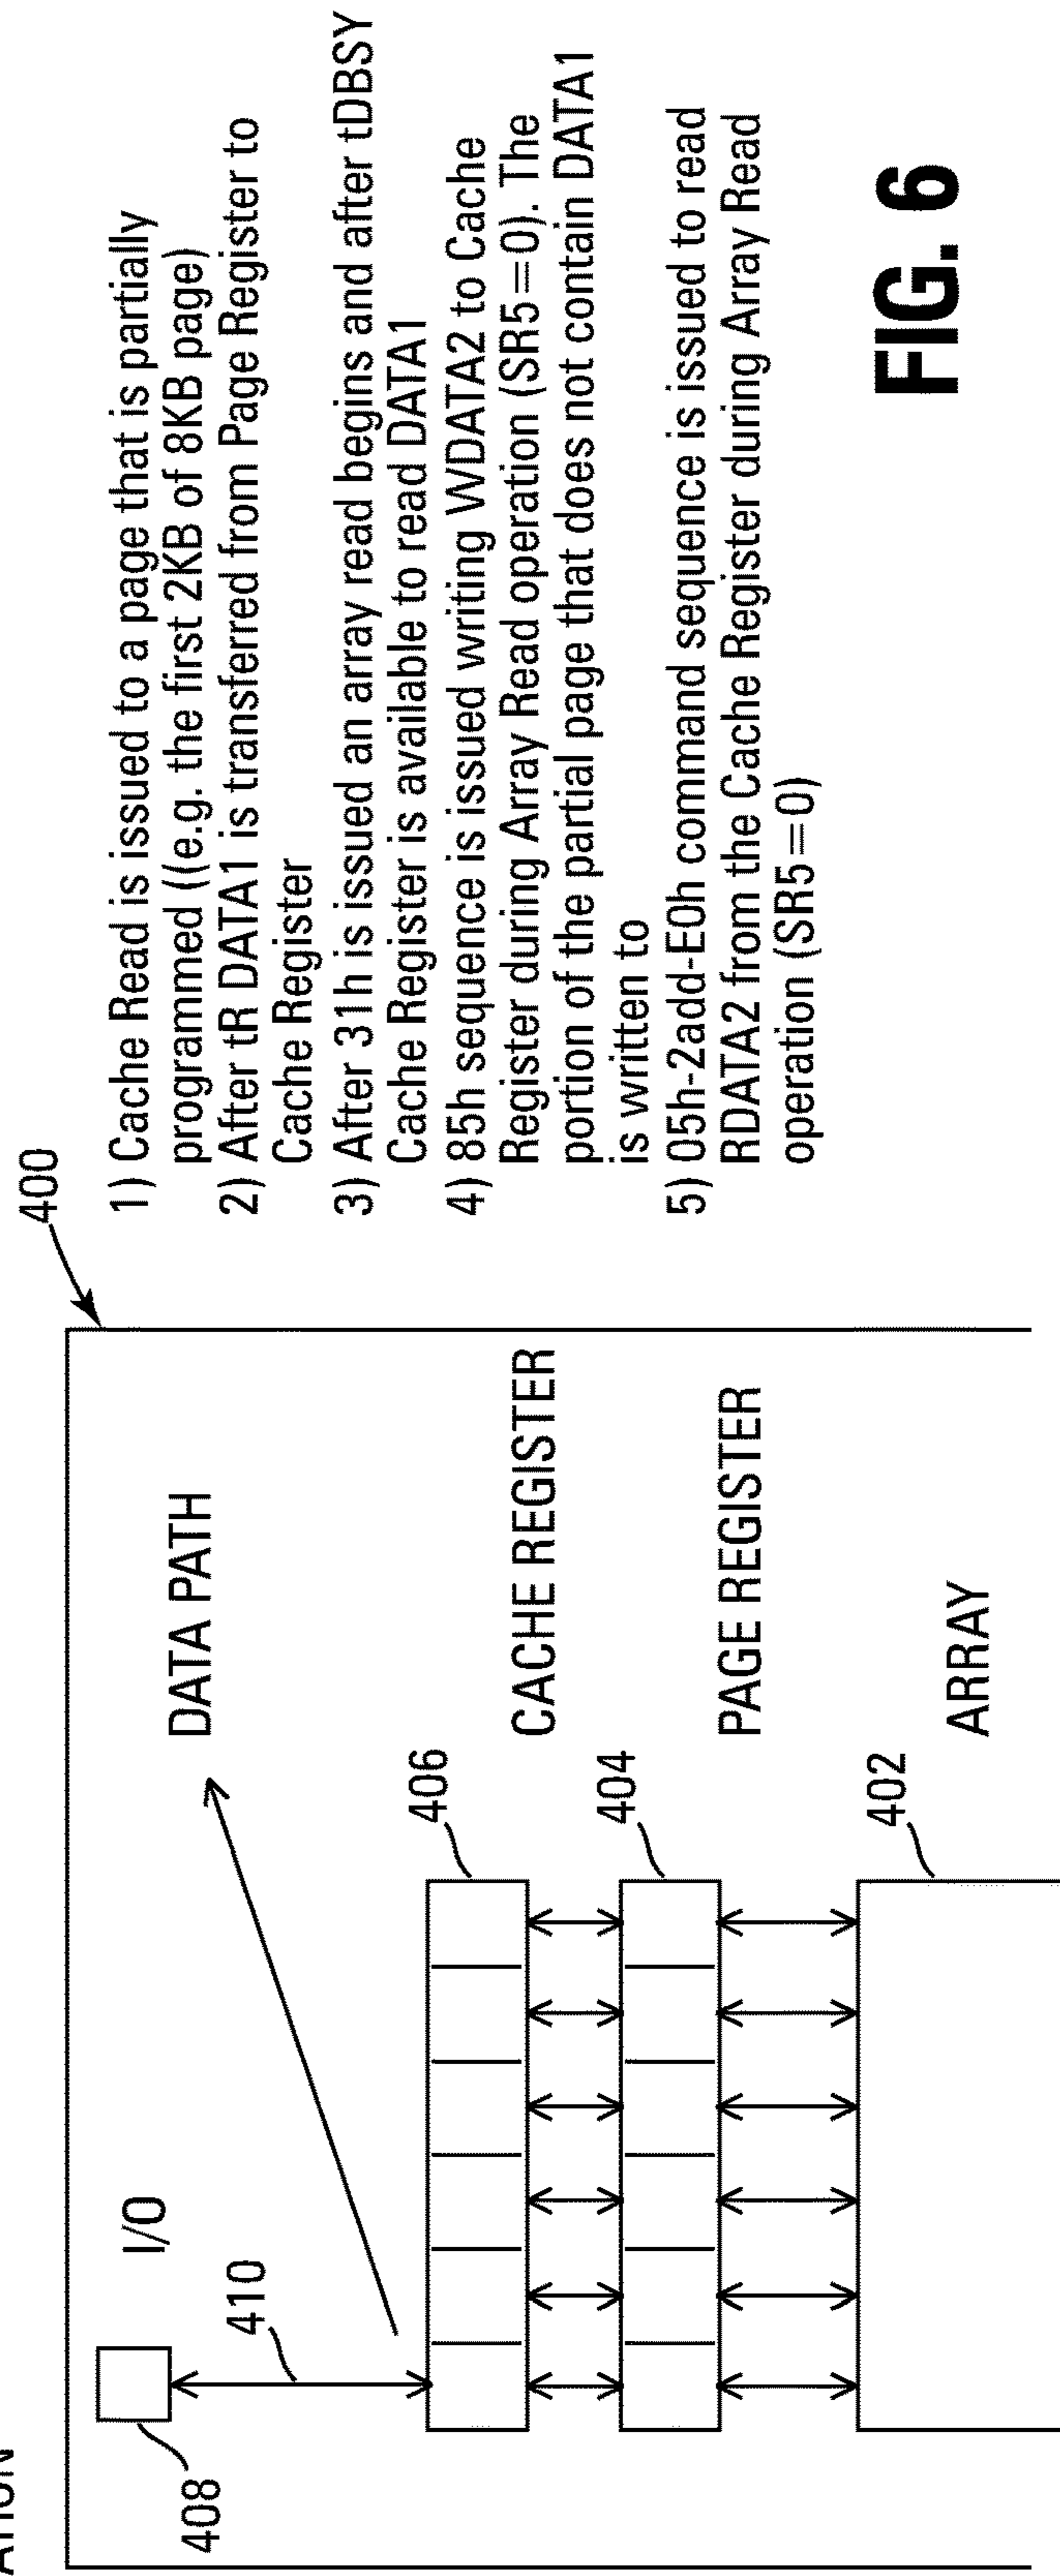 400
I/O
408
410
DATA PATH
406
CACHE REGISTER
404
PAGE REGISTER
402
ARRAY
1) Cache Read is issued to a page that is partially
programmed ((e.g. the first 2KB of 8KB page)
2) After tR DATA1 is transferred from Page Register to
Cache Register
3) After 31h is issued an array read begins and after tDBSY
Cache Register is available to read DATA1
4) 85h sequence is issued writing WDATA2 to Cache
Register during Array Read operation (SR5=0). The
portion of the partial page that does not contain DATA1
is written to
5) 05h-2add-E0h command sequence is issued to read
RDATA2 from the Cache Register during Array Read
operation (SR5=0)
FIG. 6